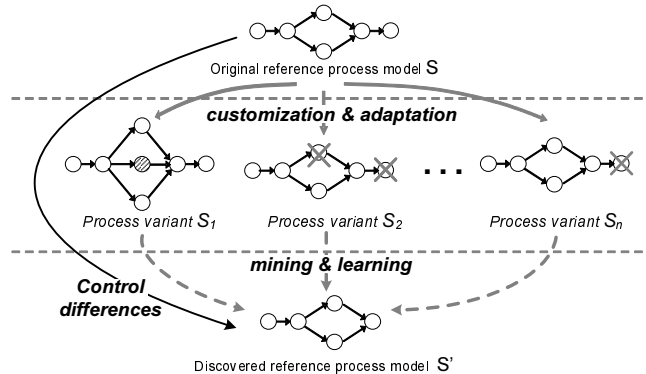 Original reference process model S
customization & adaptation
Process variant S1
Process variant S2
. . .
Process variant Sn
mining & learning
Control
differences
Discovered reference process model S'